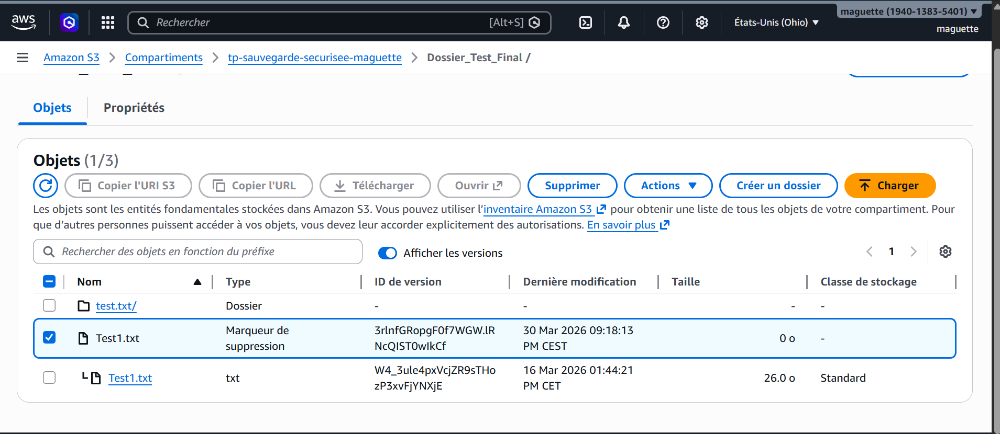 aws
Rechercher
[Alt+S]
États-Unis (Ohio)
maguette (1940-1383-5401)
maguette
Amazon S3
Compartiments
tp-sauvegarde-securisee-maguette
Dossier_Test_Final /
Objets
Propriétés
Objets (1/3)
Copier l'URI S3
Copier l'URL
Télécharger
Ouvrir
Supprimer
Actions
Créer un dossier
Charger
Les objets sont les entités fondamentales stockées dans Amazon S3. Vous pouvez utiliser l’inventaire Amazon S3 pour obtenir une liste de tous les objets de votre compartiment. Pour
que d’autres personnes puissent accéder à vos objets, vous devez leur accorder explicitement des autorisations. En savoir plus
Rechercher des objets en fonction du préfixe
Afficher les versions
1
Nom
Type
ID de version
Dernière modification
Taille
Classe de stockage
test.txt/
Dossier
-
-
-
-
Test1.txt
Marqueur de
suppression
3rlnfGRopgF0f7WGW.lR
NcQIST0wIkCf
30 Mar 2026 09:18:13
PM CEST
0 o
-
Test1.txt
txt
W4_3ule4pxVcjZR9sTHo
zP3xvFjYNXjE
16 Mar 2026 01:44:21
PM CET
26.0 o
Standard